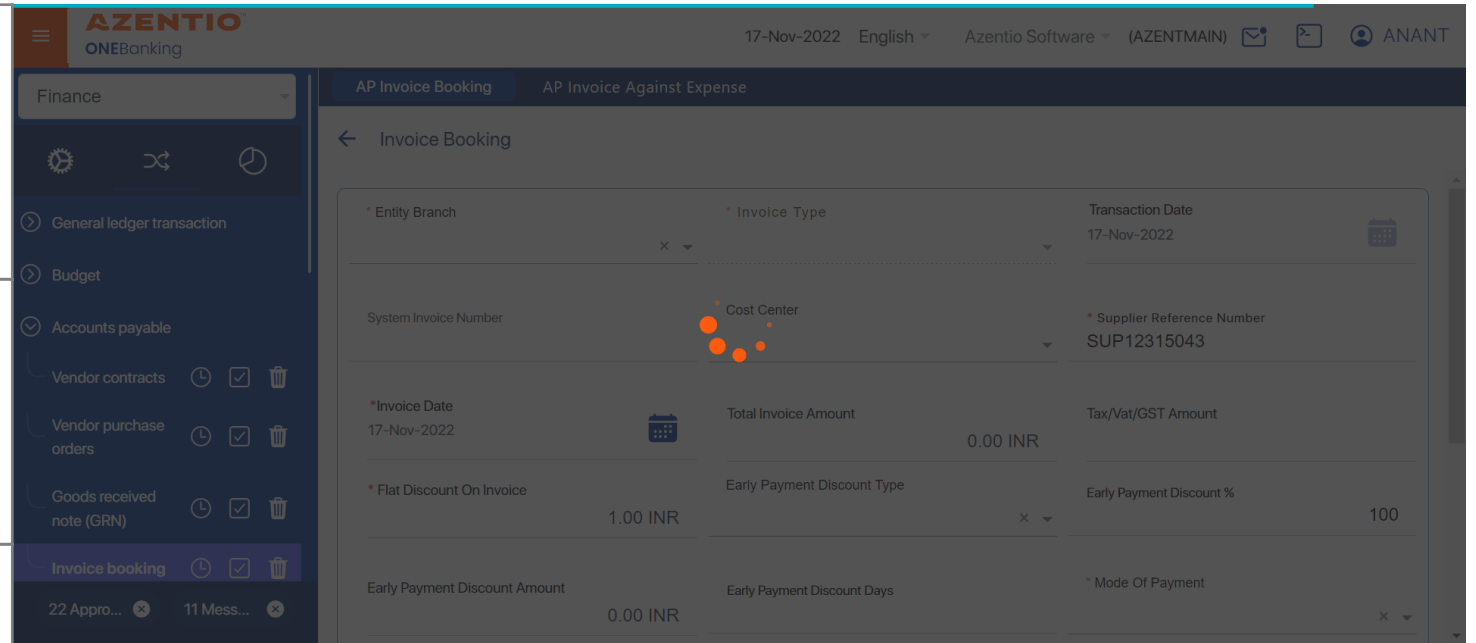 AZENTIO
ONEBanking
17-Nov-2022 English Azentio Software (AZENTMAIN) ANANT
Finance
AP Invoice Booking AP Invoice Against Expense
Invoice Booking
General ledger transaction
Budget
Accounts payable
Vendor contracts
Vendor purchase
orders
Goods received
note (GRN)
Invoice booking
22 Appro... 11 Mess...
* Entity Branch * Invoice Type Transaction Date
17-Nov-2022
System Invoice Number * Cost Center * Supplier Reference Number
SUP12315043
*Invoice Date Total Invoice Amount Tax/Vat/GST Amount
17-Nov-2022 0.00 INR
* Flat Discount On Invoice Early Payment Discount Type Early Payment Discount %
1.00 INR 100
Early Payment Discount Amount Early Payment Discount Days * Mode Of Payment
0.00 INR